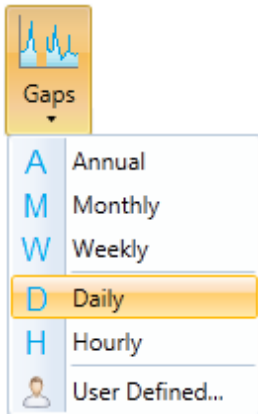 Gaps
A Annual
M Monthly
W Weekly
D Daily
H Hourly
User Defined...